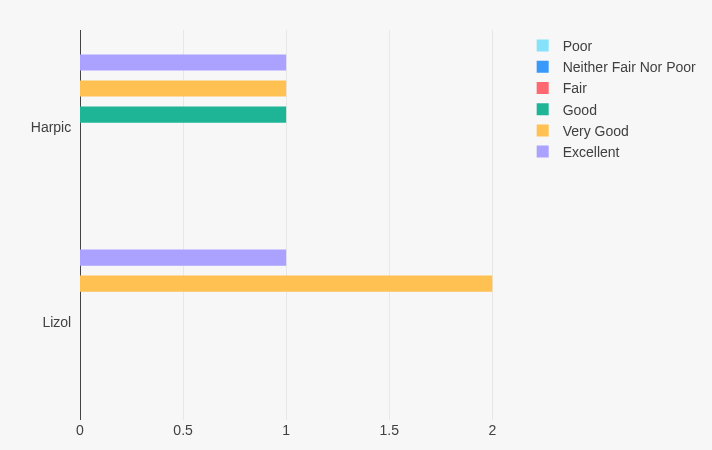 Poor
Neither Fair Nor Poor
Fair
Good
Very Good
Excellent
Harpic
Lizol
0 0.5 1 1.5 2